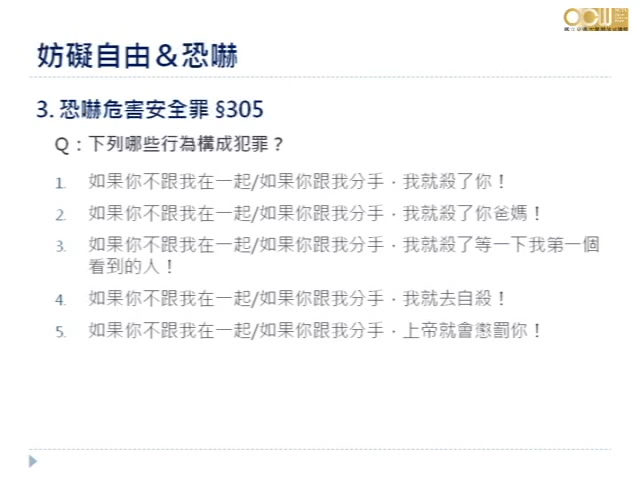 OCW
妨礙自由＆恐嚇
3. 恐嚇危害安全罪 §305
Q：下列哪些行為構成犯罪？
1. 如果你不跟我在一起/如果你跟我分手，我就殺了你！
2. 如果你不跟我在一起/如果你跟我分手，我就殺了你爸媽！
3. 如果你不跟我在一起/如果你跟我分手，我就殺了等一下我第一個
看到的人！
4. 如果你不跟我在一起/如果你跟我分手，我就去自殺！
5. 如果你不跟我在一起/如果你跟我分手，上帝就會懲罰你！